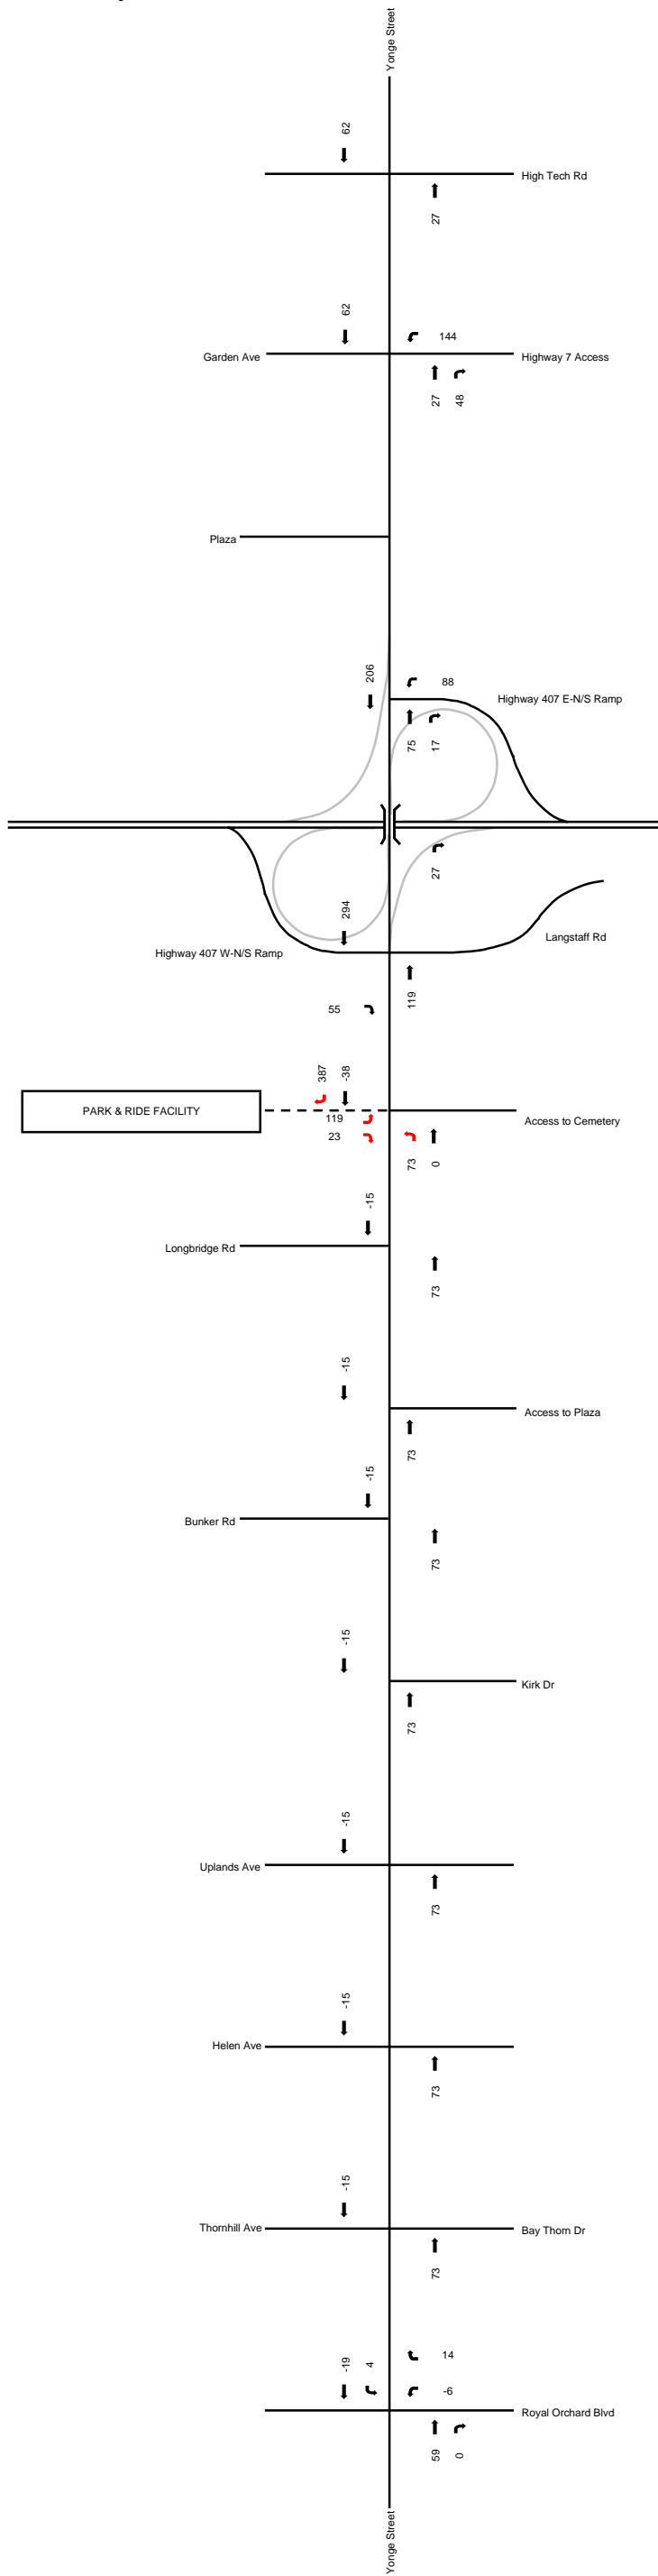 Yonge Street
62
High Tech Rd
27
62
144
Garden Ave
Highway 7 Access
27
48
Plaza
206
88
Highway 407 E-N/S Ramp
75
17
27
294
Langstaff Rd
Highway 407 W-N/S Ramp
119
55
387
-38
PARK & RIDE FACILITY
119
Access to Cemetery
23
73
0
-15
Longbridge Rd
73
-15
Access to Plaza
73
-15
Bunker Rd
73
-15
Kirk Dr
73
-15
Uplands Ave
73
-15
Helen Ave
73
-15
Thornhill Ave
Bay Thorn Dr
73
-19
4
14
-6
Royal Orchard Blvd
59
0
Yonge Street